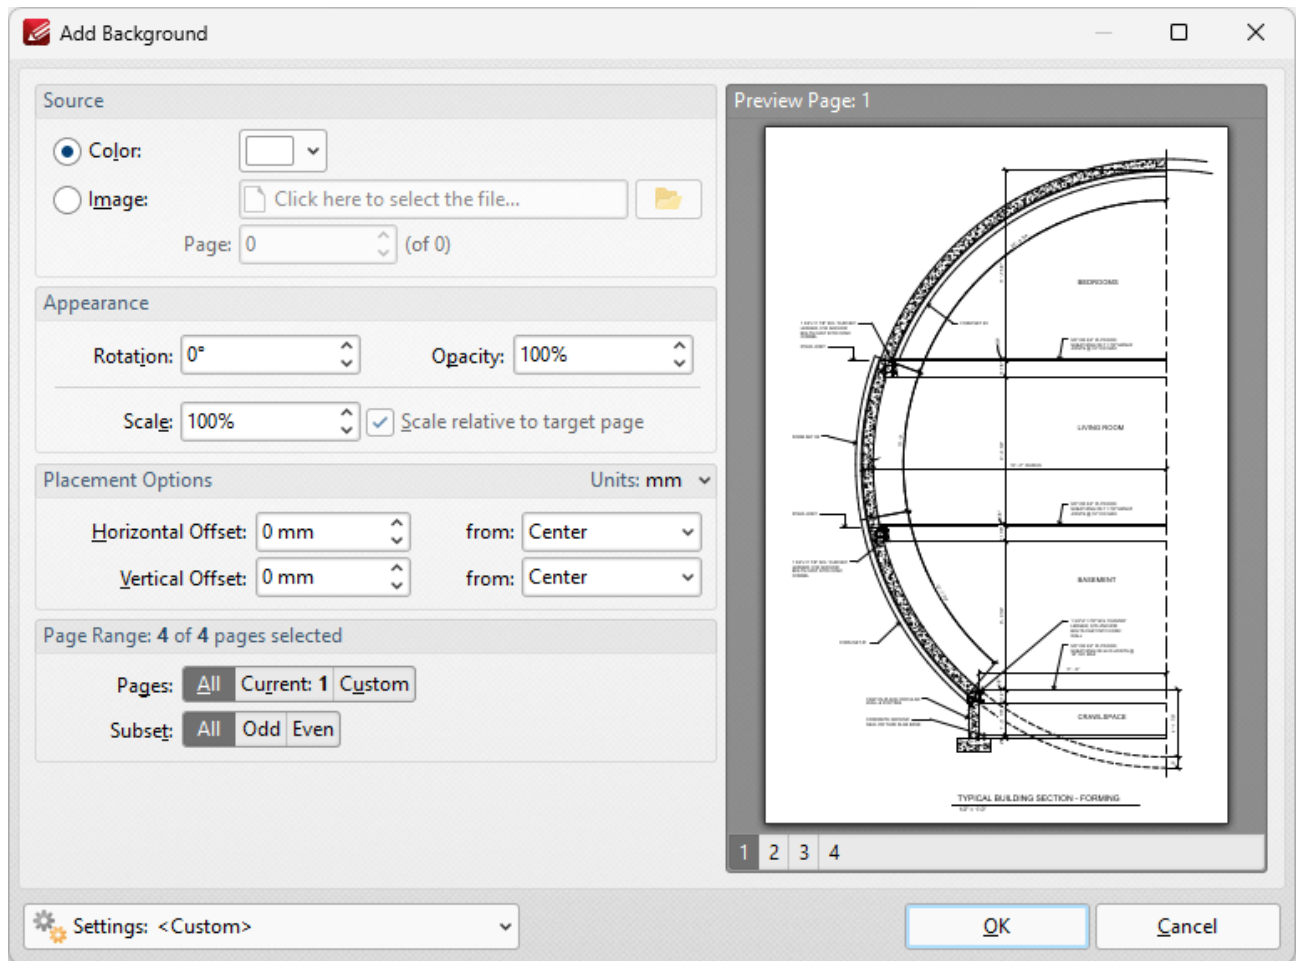 Add Background
Source
Color:
Image: Click here to select the file...
Page: 0 (of 0)
Appearance
Rotation: 0° Opacity: 100%
Scale: 100% Scale relative to target page
Placement Options Units: mm
Horizontal Offset: 0 mm from: Center
Vertical Offset: 0 mm from: Center
Page Range: 4 of 4 pages selected
Pages: All Current: 1 Custom
Subset: All Odd Even
Preview Page: 1
BEDROOMS
LIVING ROOM
BASEMENT
CRAWLSPACE
TYPICAL BUILDING SECTION - FORMING
1 2 3 4
Settings: <Custom>
OK Cancel